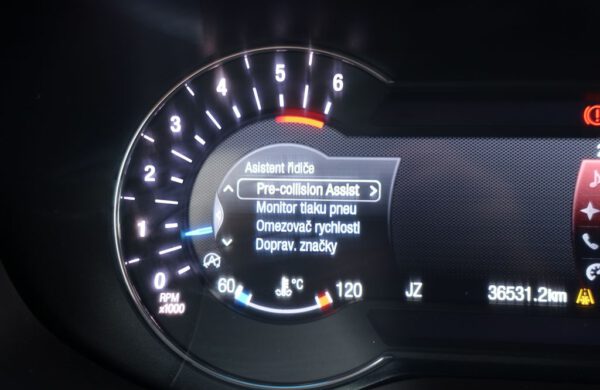 6
5
4
3
2
1
0
RPM
x1000
Asistent řidiče
Pre-collision Assist
Monitor tlaku pneu
Omezovač rychlosti
Doprav. značky
60 °C 120
JZ 36531.2km